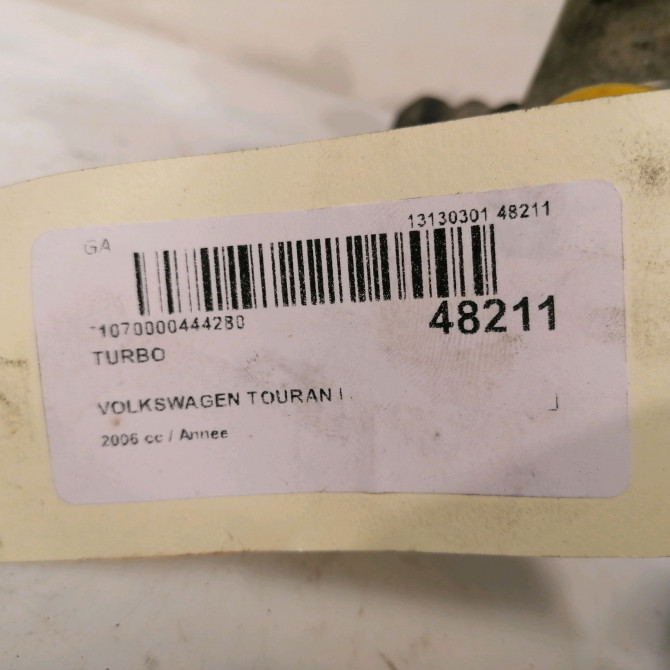 GA
13130301 48211
1070000444280
48211
TURBO
VOLKSWAGEN TOURAN I
2006 cc / Annee